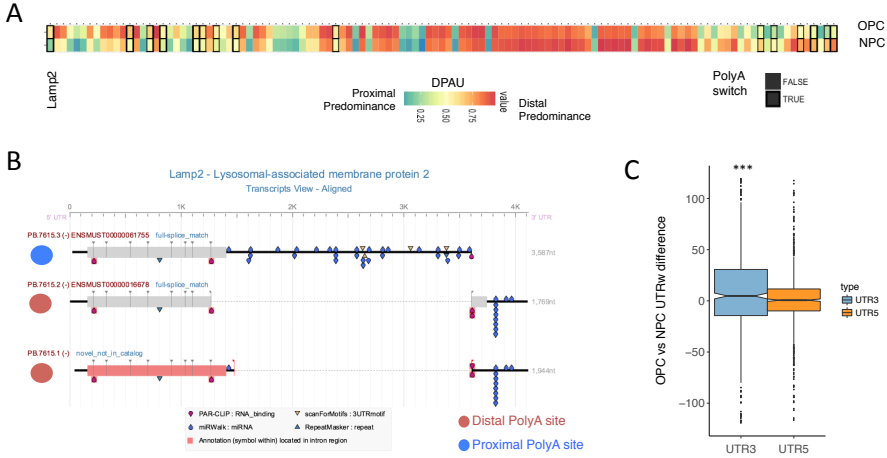 A
OPC
NPC
Lamp2
DPAU
Proximal
Predominance
0.25
0.50
0.75
value
Distal
Predominance
PolyA
switch
FALSE
TRUE
B
Lamp2 - Lysosomal-associated membrane protein 2
Transcripts View - Aligned
0 1K 2K 3K 4K
5' UTR 3' UTR
PB.7615.3 (-) ENSMUST00000061755 full-splice_match
3,587nt
PB.7615.2 (-) ENSMUST00000016678 full-splice_match
1,769nt
PB.7615.1 (-) novel_not_in_catalog
1,944nt
PAR-CLIP : RNA_binding scanForMotifs : 3UTRmotif
miRWalk : miRNA RepeatMasker : repeat
Annotation (symbol within) located in intron region
Distal PolyA site
Proximal PolyA site
C
***
OPC vs NPC UTRw difference
100
50
0
-50
-100
UTR3 UTR5
type
UTR3
UTR5